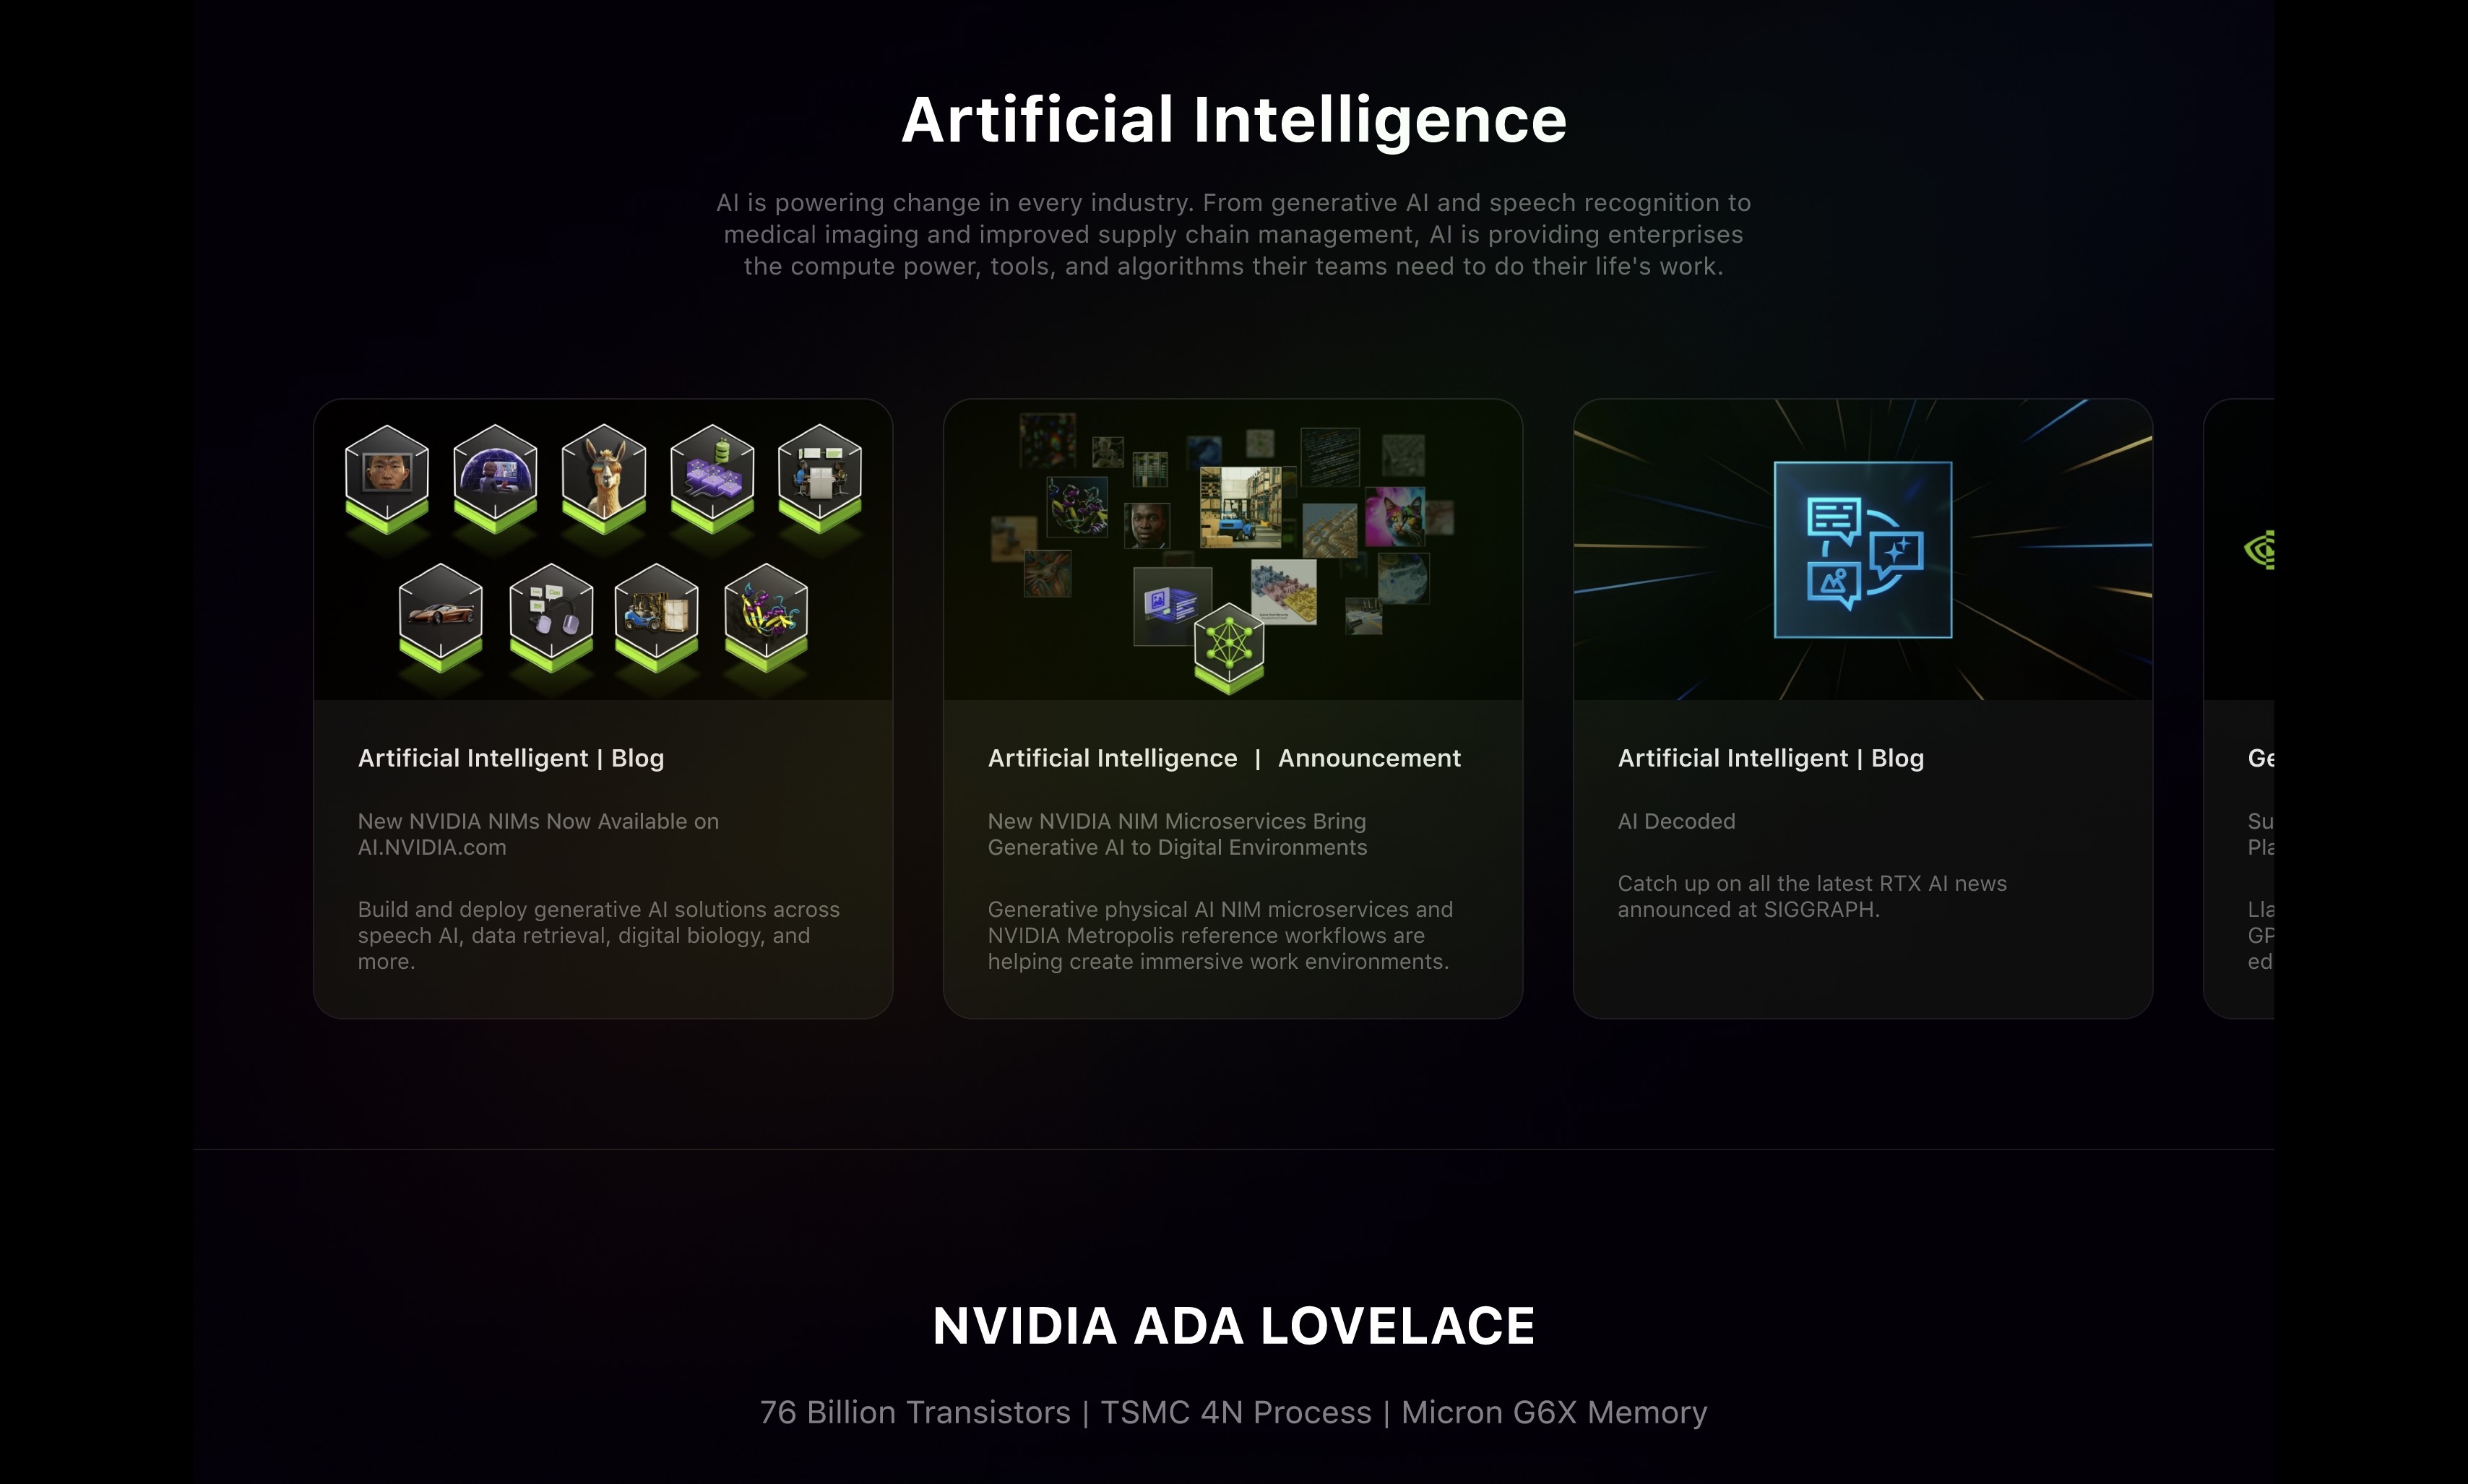 Artificial Intelligence
AI is powering change in every industry. From generative AI and speech recognition to
medical imaging and improved supply chain management, AI is providing enterprises
the compute power, tools, and algorithms their teams need to do their life's work.
Artificial Intelligent | Blog
New NVIDIA NIMs Now Available on
AI.NVIDIA.com
Build and deploy generative AI solutions across
speech AI, data retrieval, digital biology, and
more.
Artificial Intelligence | Announcement
New NVIDIA NIM Microservices Bring
Generative AI to Digital Environments
Generative physical AI NIM microservices and
NVIDIA Metropolis reference workflows are
helping create immersive work environments.
Artificial Intelligent | Blog
AI Decoded
Catch up on all the latest RTX AI news
announced at SIGGRAPH.
Ge
Su
Pla
Lla
GP
ed
NVIDIA ADA LOVELACE
76 Billion Transistors | TSMC 4N Process | Micron G6X Memory